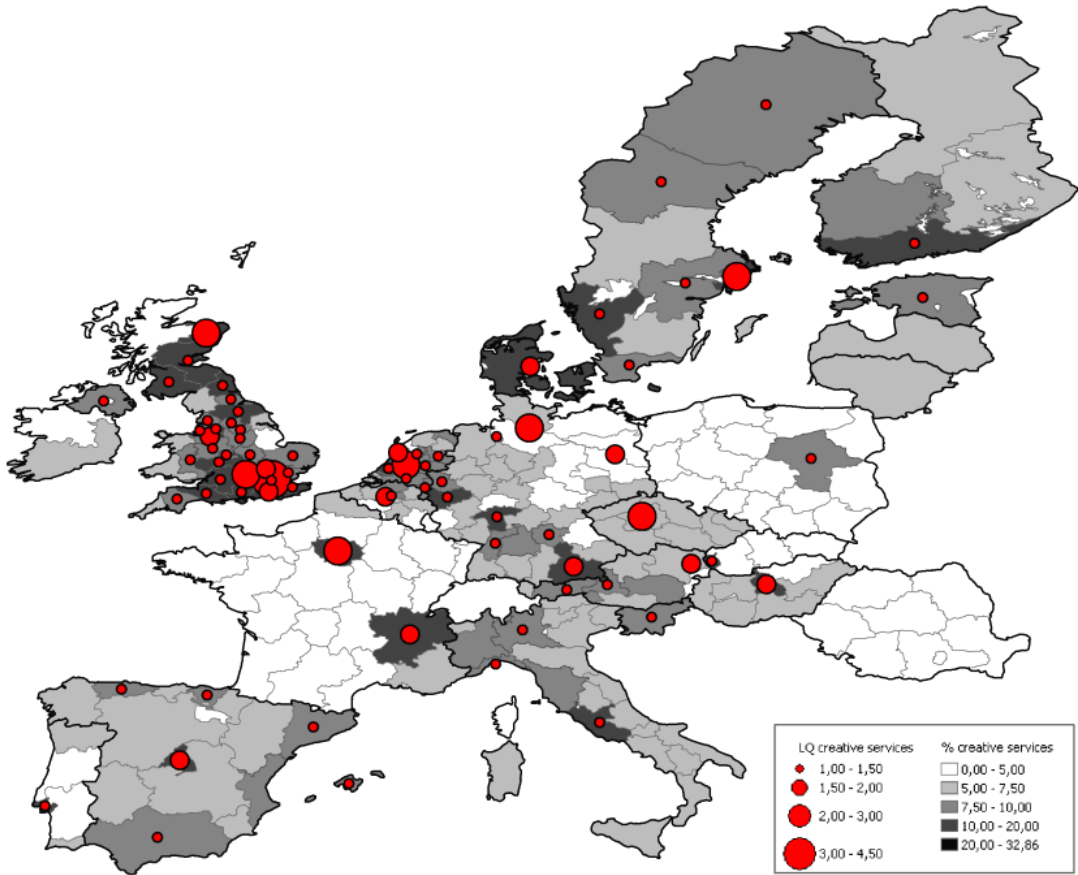 LQ creative services
1,00 - 1,50
1,50 - 2,00
2,00 - 3,00
3,00 - 4,50
% creative services
0,00 - 5,00
5,00 - 7,50
7,50 - 10,00
10,00 - 20,00
20,00 - 32,86